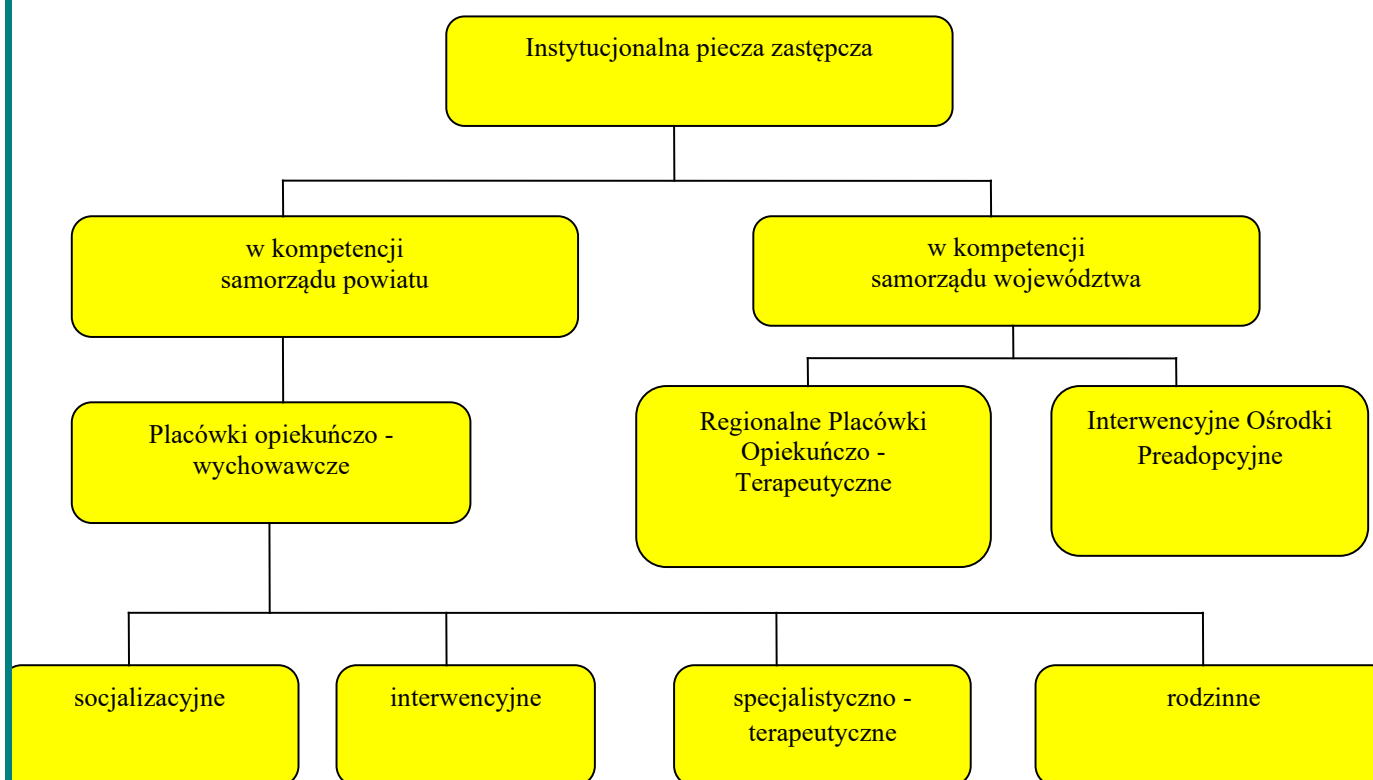 Instytucjonalna piecza zastępcza
w kompetencji
samorządu powiatu
w kompetencji
samorządu województwa
Placówki opiekuńczo -
wychowawcze
Regionalne Placówki
Opiekuńczo -
Terapeutyczne
Interwencyjne Ośrodki
Preadopcyjne
socjalizacyjne
interwencyjne
specjalistyczno -
terapeutyczne
rodzinne